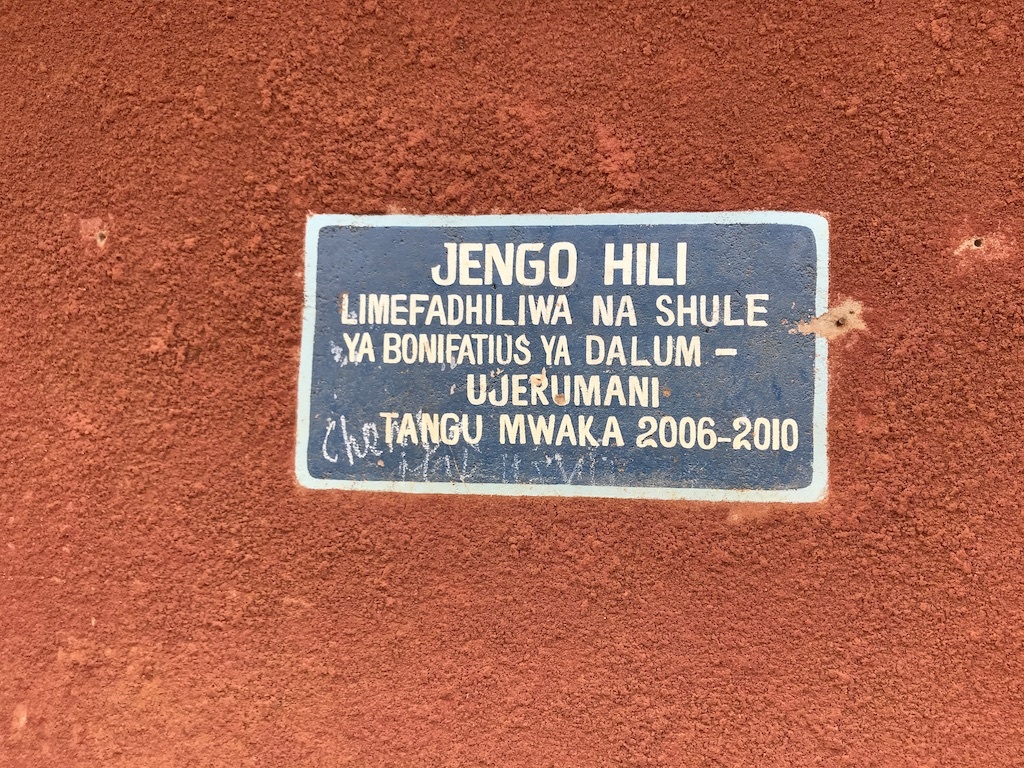 JENGO HILI
LIMEFADHILIWA NA SHULE
YA BONIFATIUS YA DALUM –
UJERUMANI
TANGU MWAKA 2006-2010